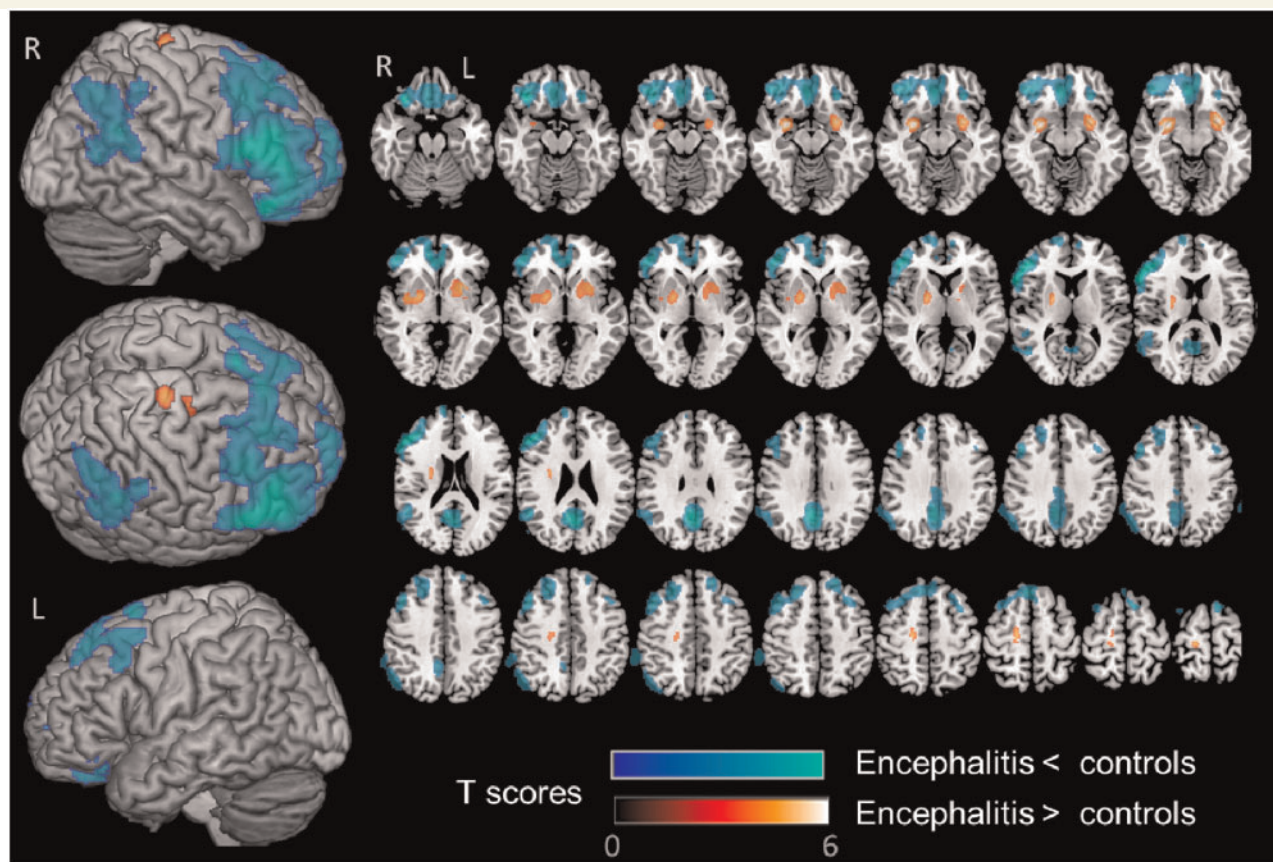 R
R L
L
T scores
Encephalitis < controls
Encephalitis > controls
0 6